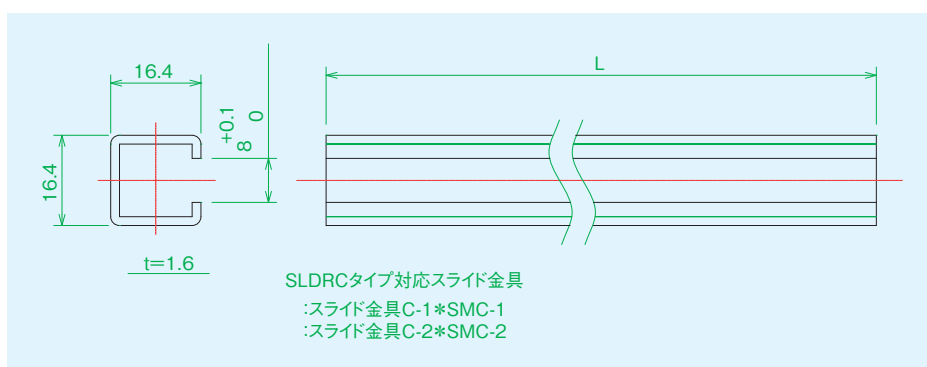 16.4
L
+0.1
8 0
16.4
t=1.6
SLDRCタイプ対応スライド金具
:スライド金具C-1*SMC-1
:スライド金具C-2*SMC-2